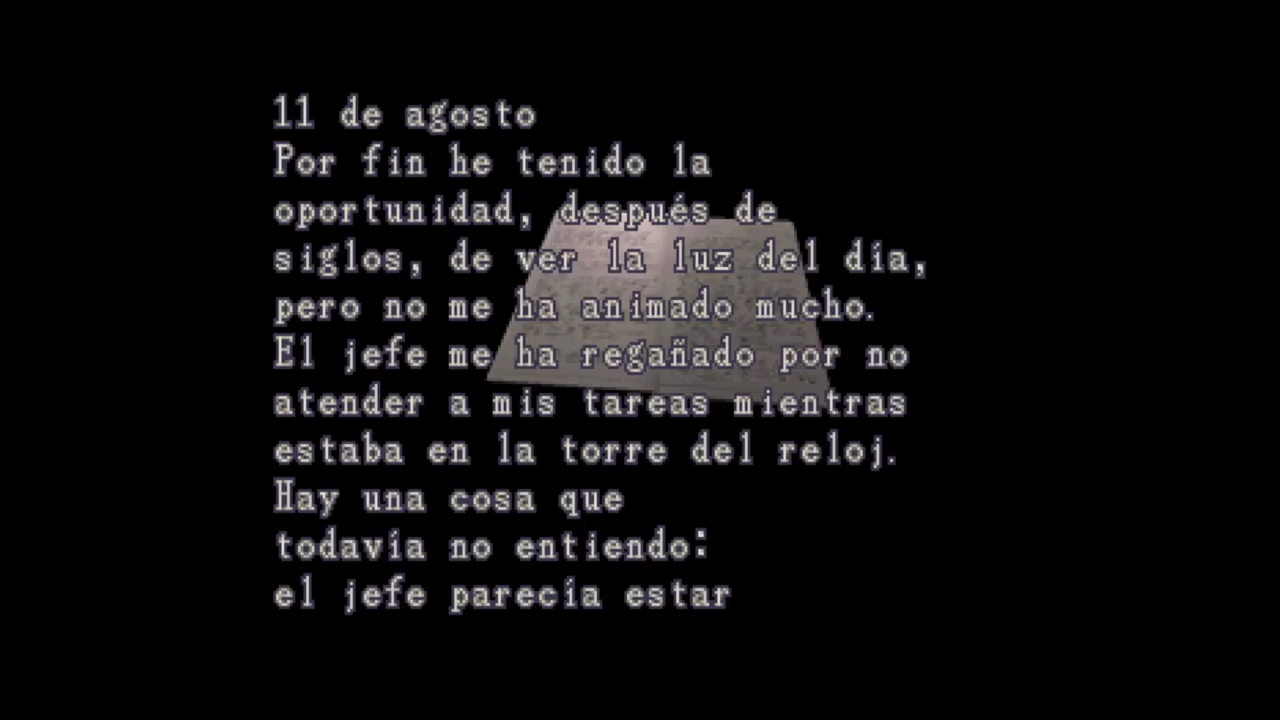 11 de agosto
Por fin he tenido la
oportunidad, después de
siglos, de ver la luz del día,
pero no me ha animado mucho.
El jefe me ha regañado por no
atender a mis tareas mientras
estaba en la torre del reloj.
Hay una cosa que
todavía no entiendo:
el jefe parecía estar